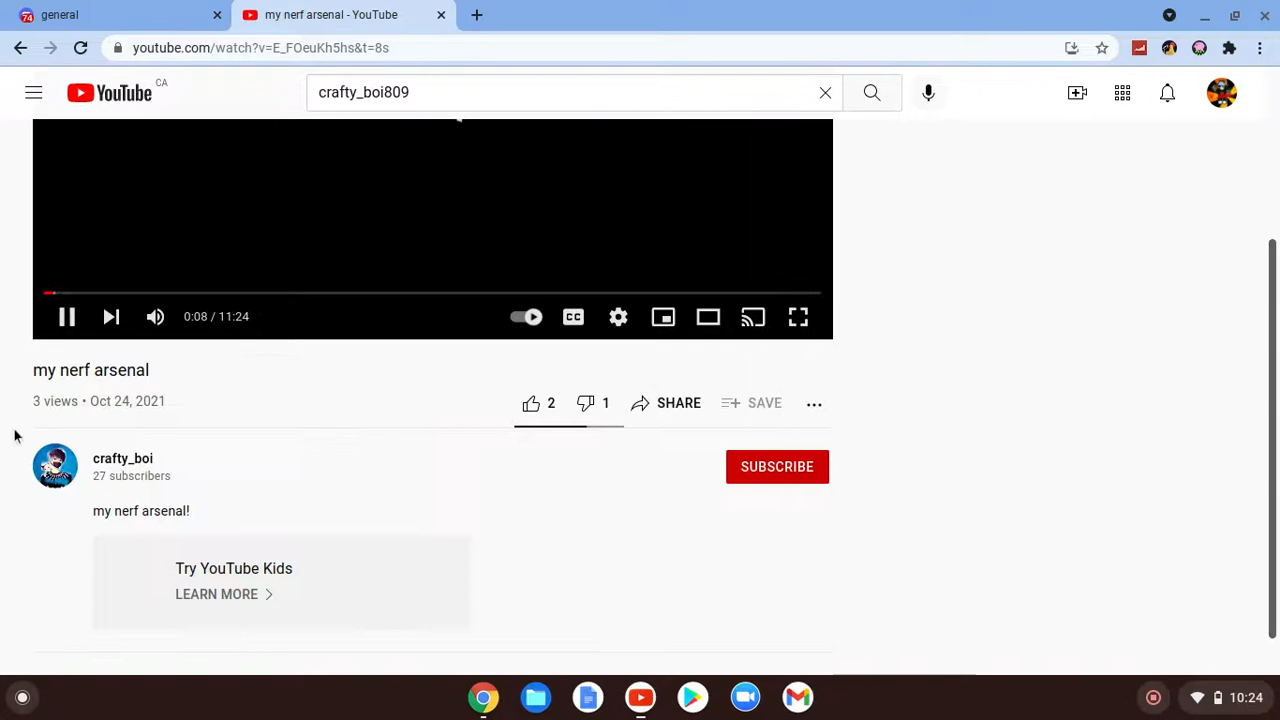 general
my nerf arsenal - YouTube
youtube.com/watch?v=E_FOeuKh5hs&t=8s
YouTube CA
crafty_boi809
0:08 / 11:24
CC
my nerf arsenal
3 views • Oct 24, 2021
2
1
SHARE
SAVE
crafty_boi
27 subscribers
SUBSCRIBE
my nerf arsenal!
Try YouTube Kids
LEARN MORE
10:24